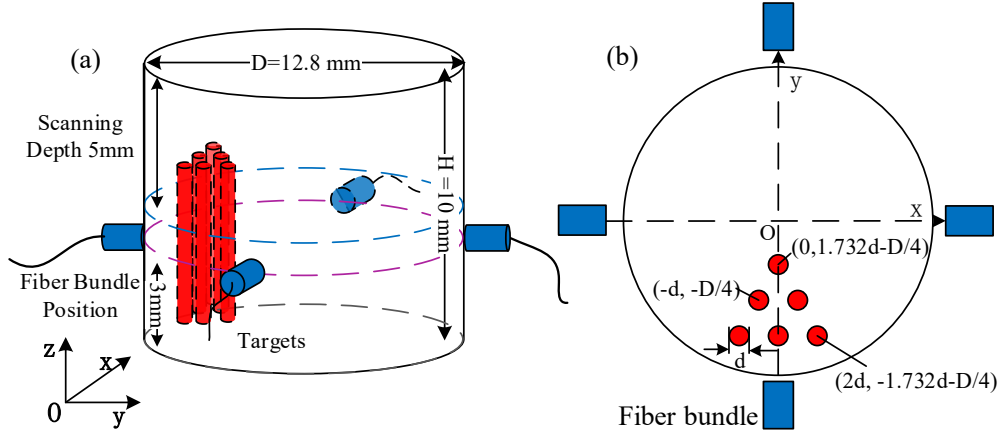 (a)
D=12.8 mm
Scanning
Depth 5mm
H =10 mm
Fiber Bundle
Position
3mm
Targets
z
x
0
y
(b)
y
x
O
(0,1.732d-D/4)
(-d, -D/4)
d
(2d, -1.732d-D/4)
Fiber bundle